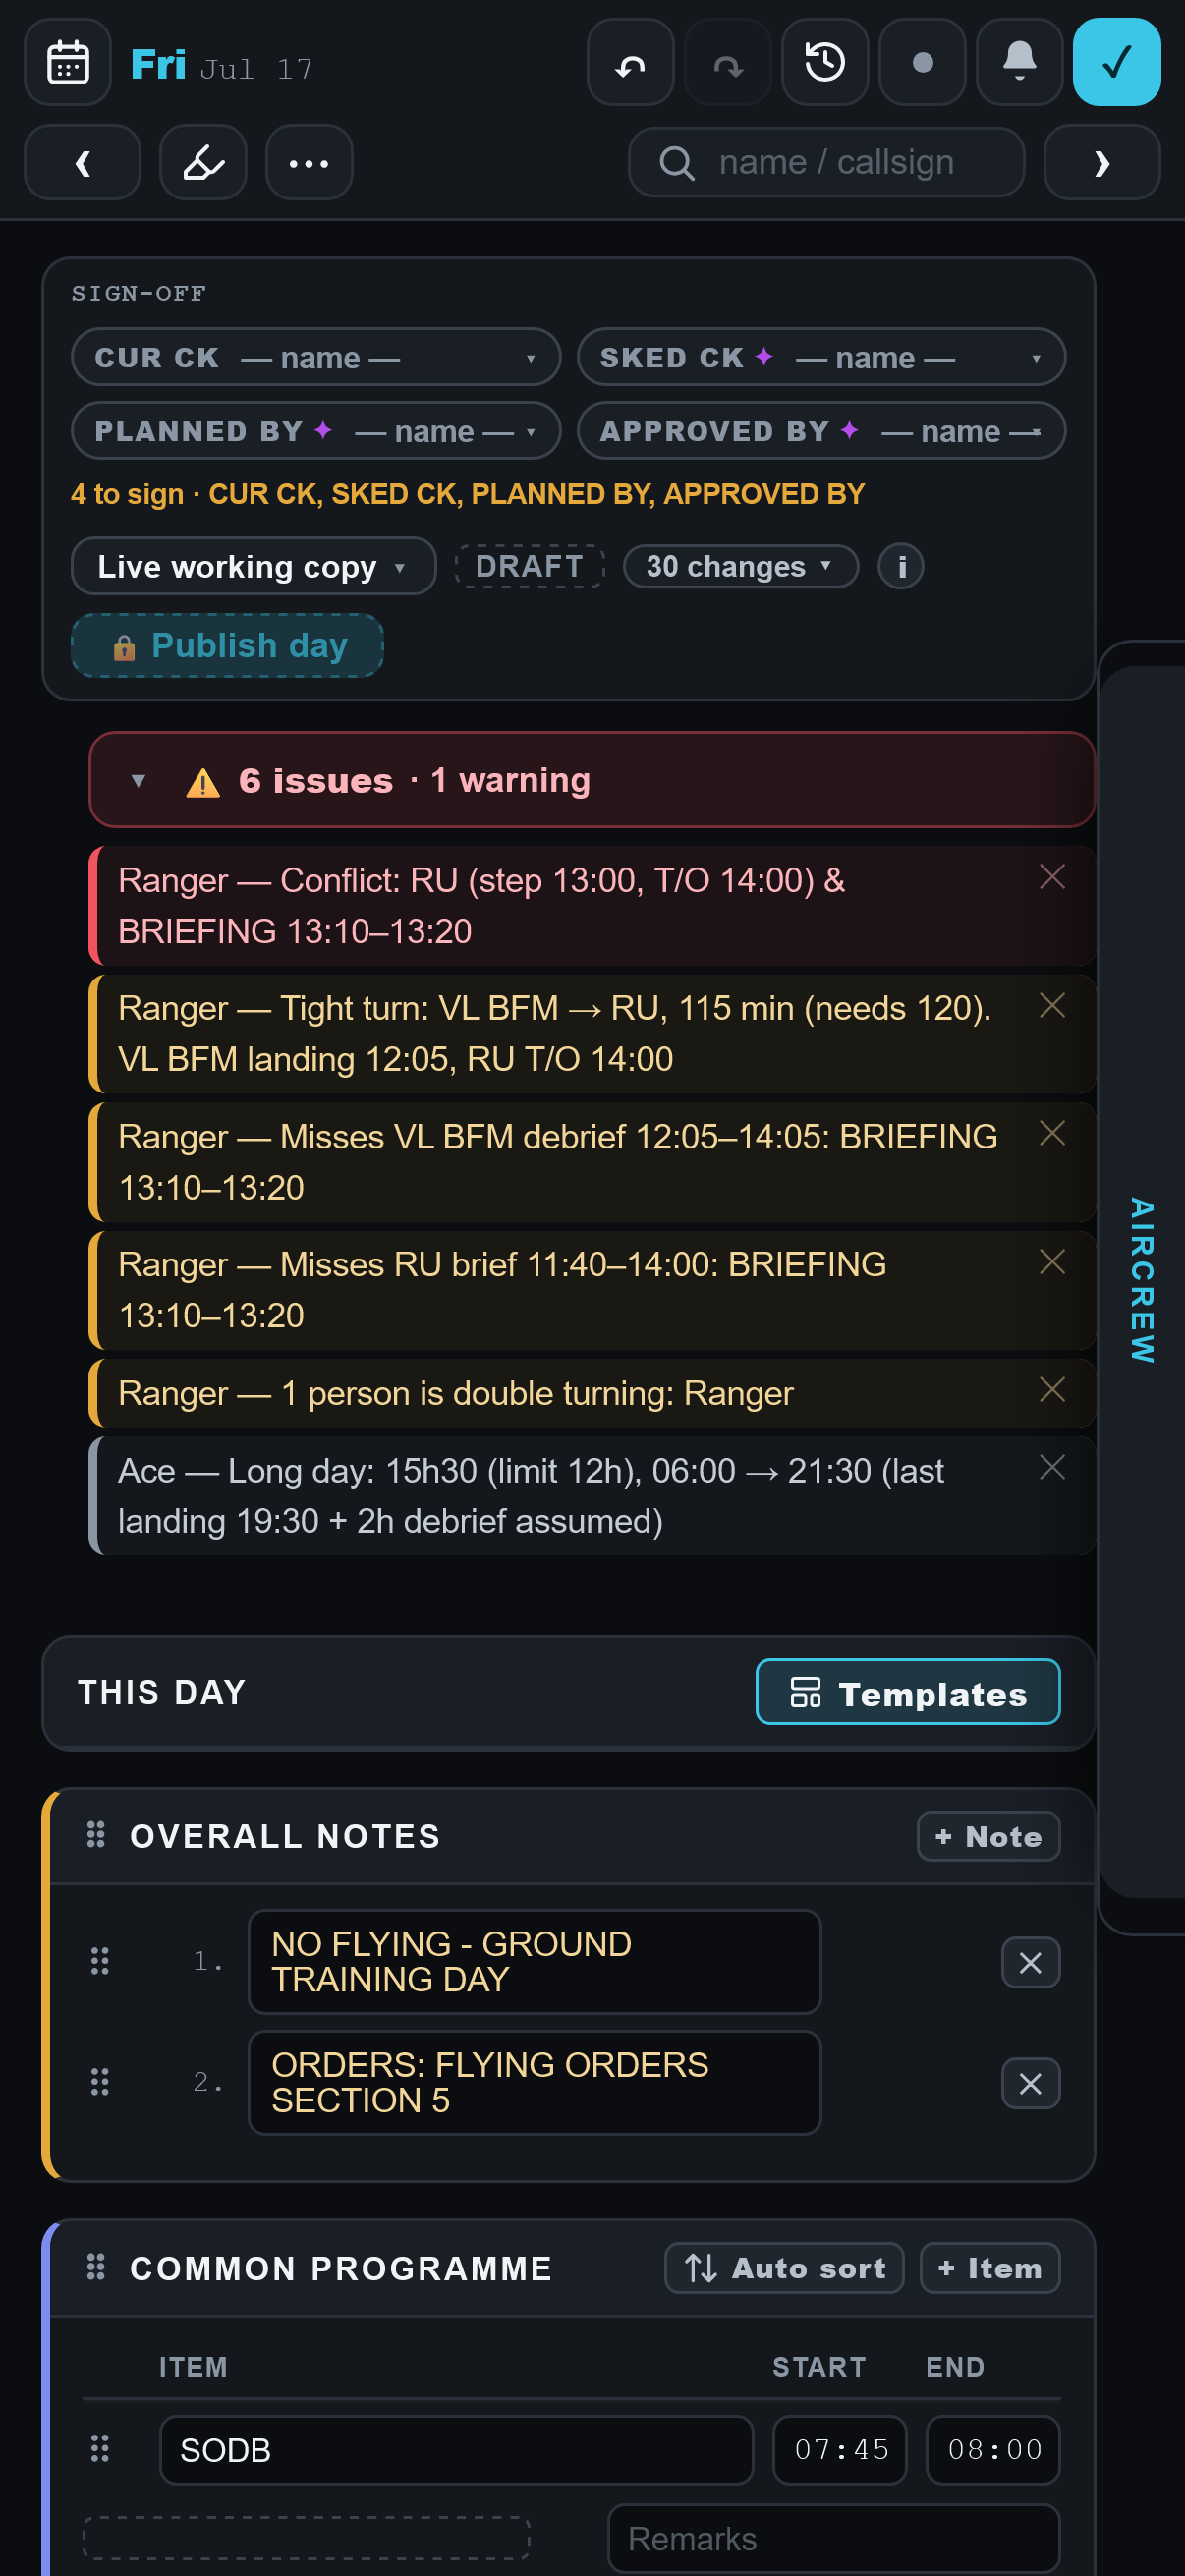 Fri Jul 17
name / callsign
SIGN-OFF
CUR CK — name —
SKED CK — name —
PLANNED BY — name —
APPROVED BY — name —
4 to sign · CUR CK, SKED CK, PLANNED BY, APPROVED BY
Live working copy DRAFT 30 changes i
Publish day
6 issues · 1 warning
Ranger — Conflict: RU (step 13:00, T/O 14:00) &
BRIEFING 13:10–13:20
Ranger — Tight turn: VL BFM → RU, 115 min (needs 120).
VL BFM landing 12:05, RU T/O 14:00
Ranger — Misses VL BFM debrief 12:05–14:05: BRIEFING
13:10–13:20
Ranger — Misses RU brief 11:40–14:00: BRIEFING
13:10–13:20
Ranger — 1 person is double turning: Ranger
Ace — Long day: 15h30 (limit 12h), 06:00 → 21:30 (last
landing 19:30 + 2h debrief assumed)
AIRCREW
THIS DAY Templates
OVERALL NOTES + Note
1. NO FLYING - GROUND
TRAINING DAY
2. ORDERS: FLYING ORDERS
SECTION 5
COMMON PROGRAMME Auto sort + Item
ITEM START END
SODB 07:45 08:00
Remarks